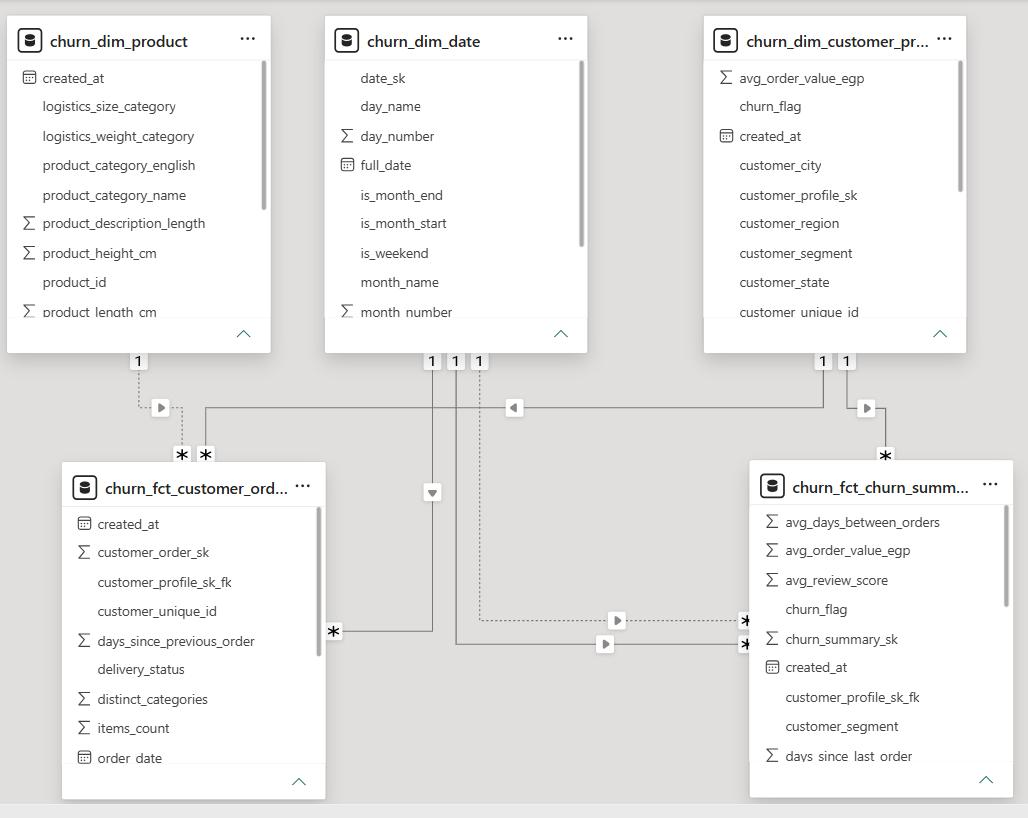 churn_dim_product
created_at
logistics_size_category
logistics_weight_category
product_category_english
product_category_name
product_description_length
product_height_cm
product_id
product_length_cm
churn_dim_date
date_sk
day_name
day_number
full_date
is_month_end
is_month_start
is_weekend
month_name
month_number
churn_dim_customer_pr...
avg_order_value_egp
churn_flag
created_at
customer_city
customer_profile_sk
customer_region
customer_segment
customer_state
customer_unique_id
1
1 1 1
1 1
* *
*
*
*
*
churn_fct_customer_ord...
created_at
customer_order_sk
customer_profile_sk_fk
customer_unique_id
days_since_previous_order
delivery_status
distinct_categories
items_count
order_date
churn_fct_churn_summ...
avg_days_between_orders
avg_order_value_egp
avg_review_score
churn_flag
churn_summary_sk
created_at
customer_profile_sk_fk
customer_segment
days_since_last_order